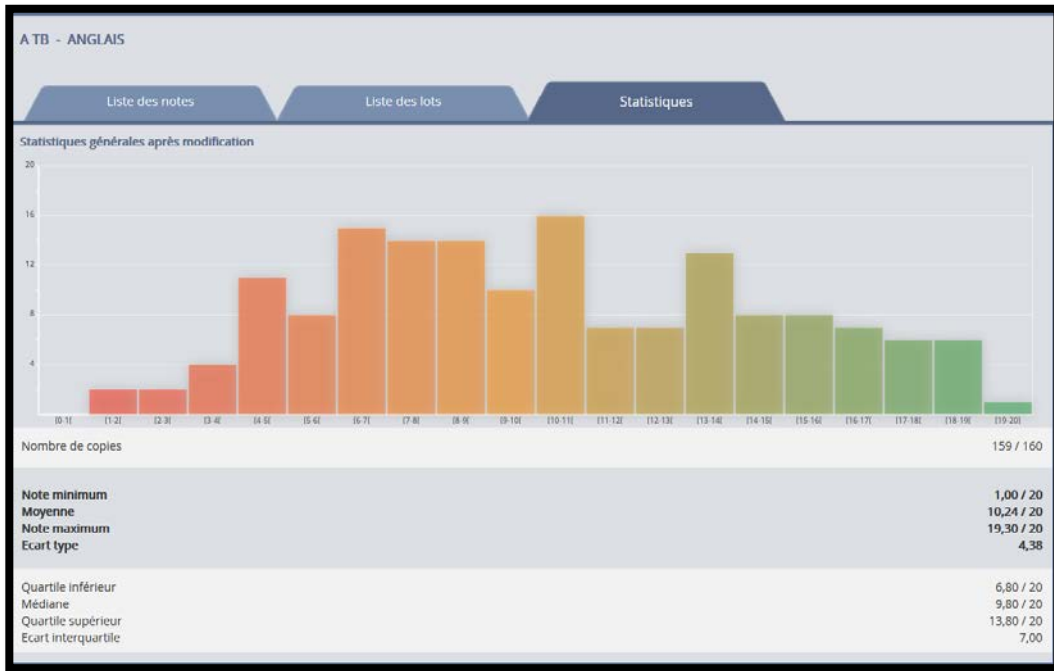 A TB - ANGLAIS
Liste des notes Liste des lots Statistiques
Statistiques générales après modification
20
16
12
8
4
[0-1[ [1-2[ [2-3[ [3-4[ [4-5[ [5-6[ [6-7[ [7-8[ [8-9[ [9-10[ [10-11[ [11-12[ [12-13[ [13-14[ [14-15[ [15-16[ [16-17[ [17-18[ [18-19[ [19-20]
Nombre de copies 159 / 160
Note minimum 1,00 / 20
Moyenne 10,24 / 20
Note maximum 19,30 / 20
Ecart type 4,38
Quartile inférieur 6,80 / 20
Médiane 9,80 / 20
Quartile supérieur 13,80 / 20
Ecart interquartile 7,00